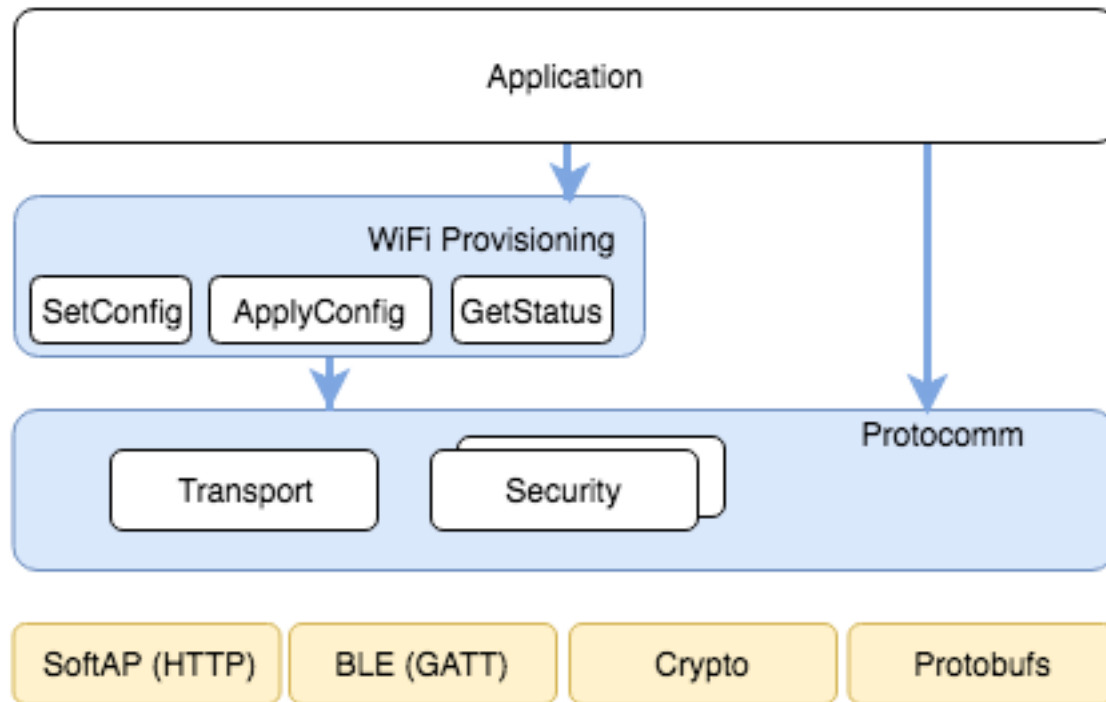 Application
WiFi Provisioning
SetConfig
ApplyConfig
GetStatus
Protocomm
Transport
Security
SoftAP (HTTP)
BLE (GATT)
Crypto
Protobufs